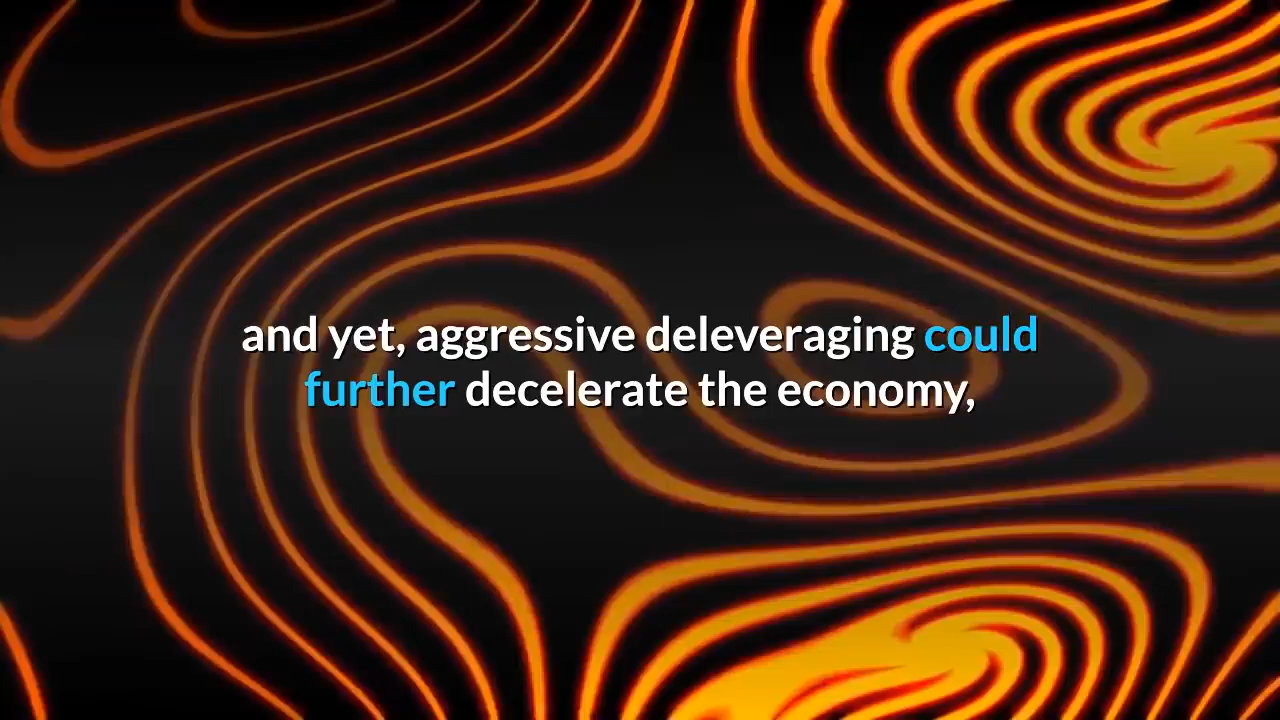 and yet, aggressive deleveraging could
further decelerate the economy,